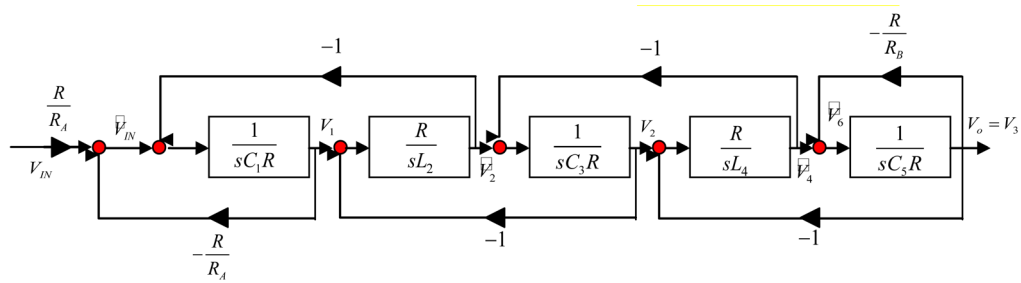 -1
-1
-R/R_B
R/R_A
V_IN
V_IN
1/sC_1R
V_1
R/sL_2
V_2
1/sC_3R
V_2
R/sL_4
V_4
V_6
1/sC_5R
V_o = V_3
-R/R_A
-1
-1